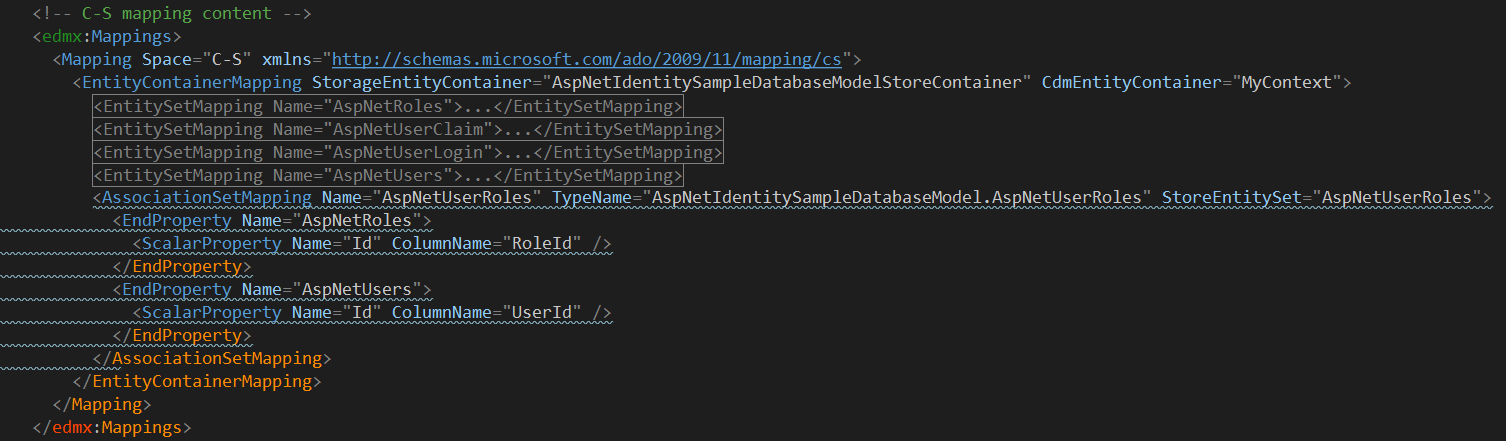 <!-- C-S mapping content -->
<edmx:Mappings>
<Mapping Space="C-S" xmlns="http://schemas.microsoft.com/ado/2009/11/mapping/cs">
<EntityContainerMapping StorageEntityContainer="AspNetIdentitySampleDatabaseModelStoreContainer" CdmEntityContainer="MyContext">
<EntitySetMapping Name="AspNetRoles">...</EntitySetMapping>
<EntitySetMapping Name="AspNetUserClaim">...</EntitySetMapping>
<EntitySetMapping Name="AspNetUserLogin">...</EntitySetMapping>
<EntitySetMapping Name="AspNetUsers">...</EntitySetMapping>
<AssociationSetMapping Name="AspNetUserRoles" TypeName="AspNetIdentitySampleDatabaseModel.AspNetUserRoles" StoreEntitySet="AspNetUserRoles">
<EndProperty Name="AspNetRoles">
<ScalarProperty Name="Id" ColumnName="RoleId" />
</EndProperty>
<EndProperty Name="AspNetUsers">
<ScalarProperty Name="Id" ColumnName="UserId" />
</EndProperty>
</AssociationSetMapping>
</EntityContainerMapping>
</Mapping>
</edmx:Mappings>